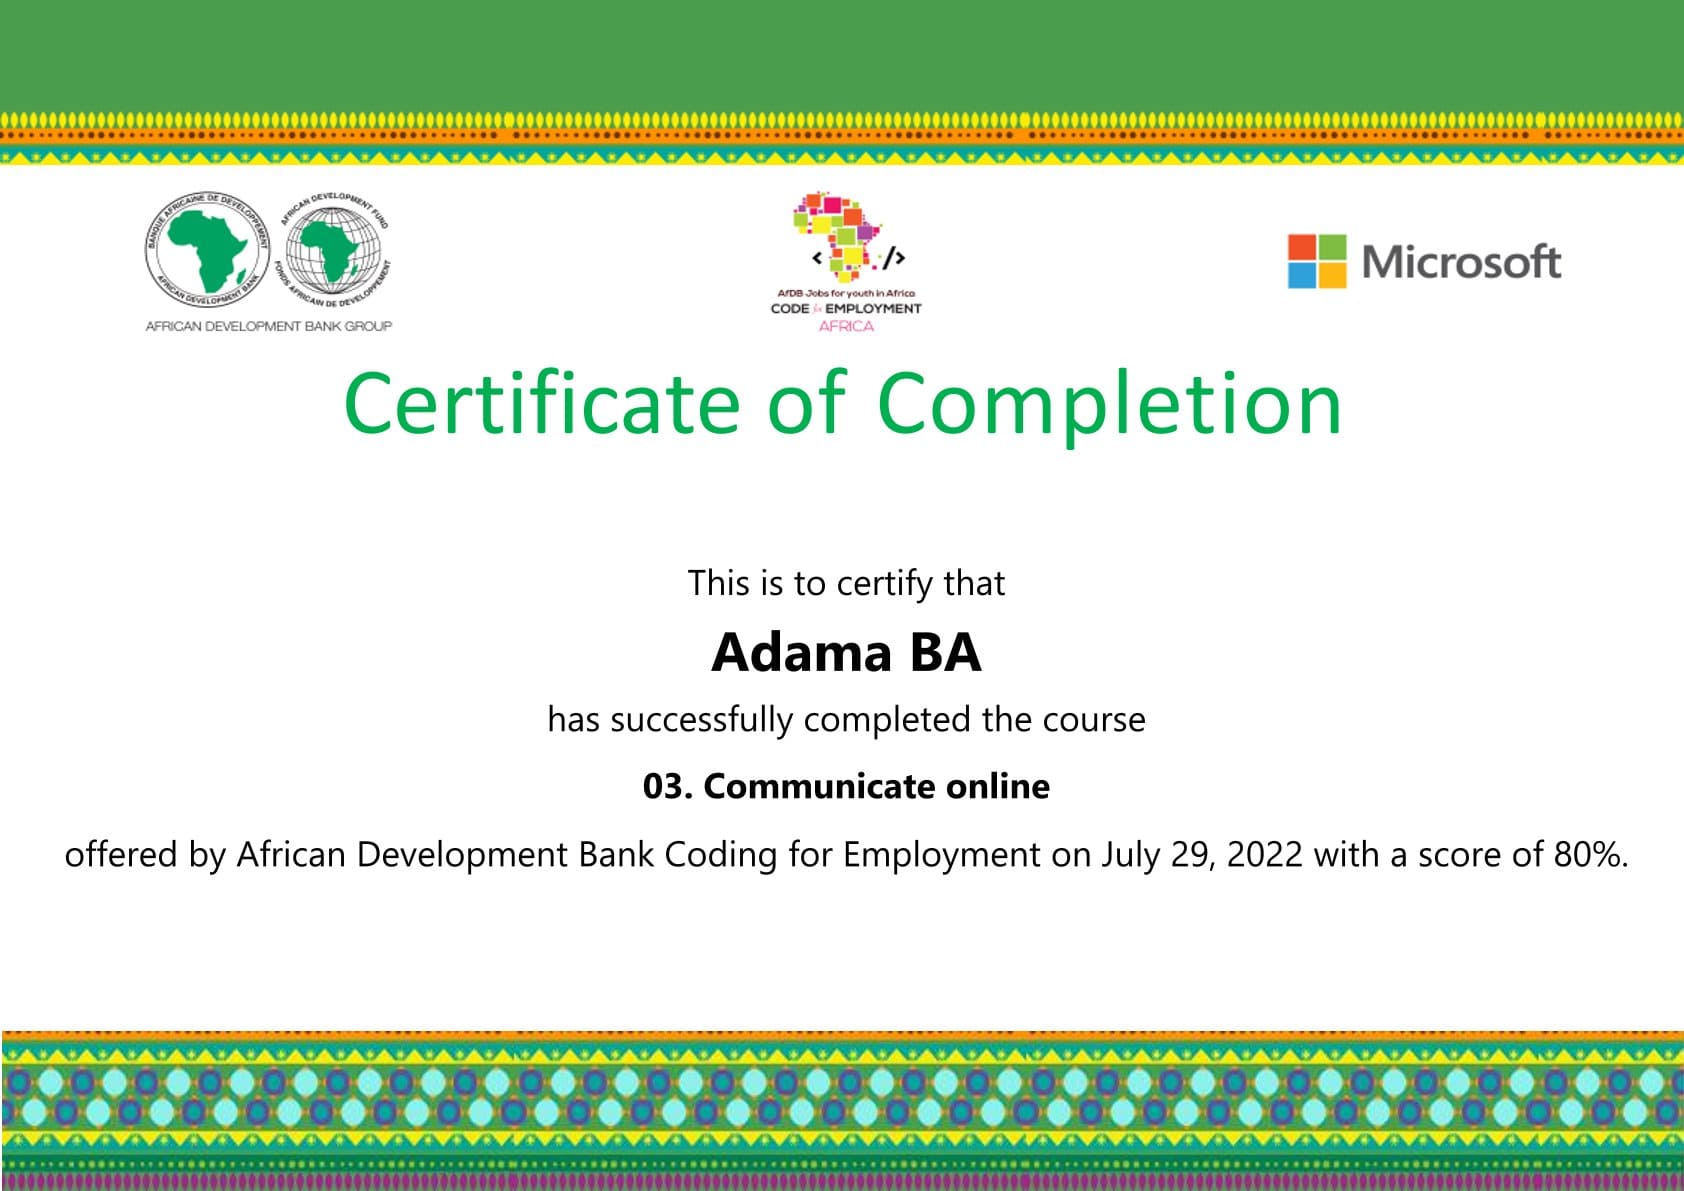 BANQUE AFRICAINE DE DEVELOPPEMENT
AFRICAN DEVELOPMENT BANK
AFRICAN DEVELOPMENT FUND
FONDS AFRICAIN DE DEVELOPPEMENT
AFRICAN DEVELOPMENT BANK GROUP
< />
AfDB Jobs for youth in Africa
CODE for EMPLOYMENT
AFRICA
Microsoft
Certificate of Completion
This is to certify that
Adama BA
has successfully completed the course
03. Communicate online
offered by African Development Bank Coding for Employment on July 29, 2022 with a score of 80%.